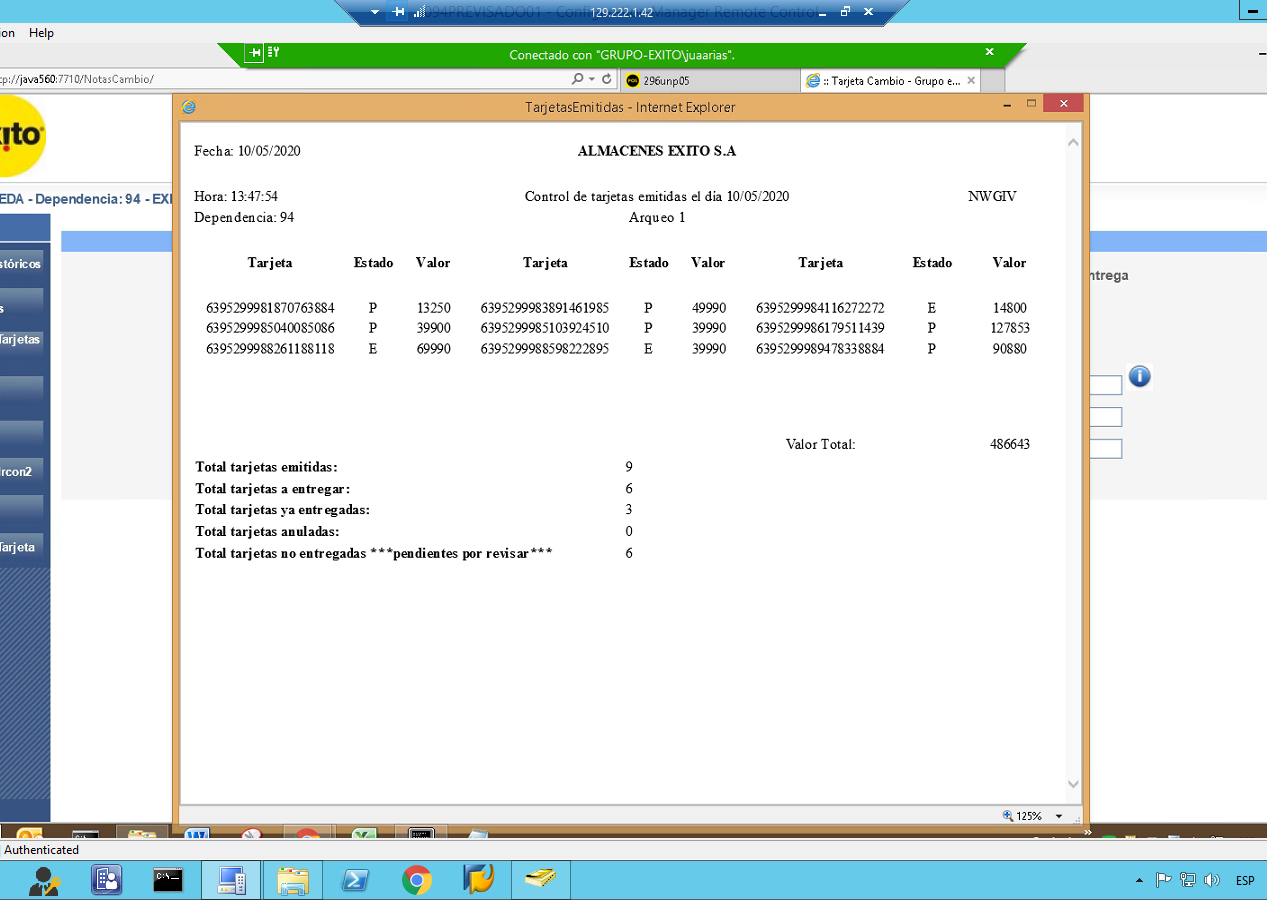 094PREVISADO01 - Conf Manager Remote Control
129.222.1.42
ion Help
Conectado con "GRUPO-EXITO\juaarias".
tp://java560:7710/NotasCambio/
296unp05
:: Tarjeta Cambio - Grupo e...
TarjetasEmitidas - Internet Explorer
xito
Fecha: 10/05/2020 ALMACENES EXITO S.A
EDA - Dependencia: 94 - EXI
Hora: 13:47:54 Control de tarjetas emitidas el día 10/05/2020 NWGIV
Dependencia: 94 Arqueo 1
Tarjeta Estado Valor Tarjeta Estado Valor Tarjeta Estado Valor
stóricos
ntrega
6395299981870763884 P 13250 6395299983891461985 P 49990 6395299984116272272 E 14800
s
6395299985040085086 P 39900 6395299985103924510 P 39990 6395299986179511439 P 127853
Tarjetas
6395299988261188118 E 69990 6395299988598222895 E 39990 6395299989478338884 P 90880
Valor Total: 486643
Total tarjetas emitidas: 9
rcon2
Total tarjetas a entregar: 6
Total tarjetas ya entregadas: 3
Total tarjetas anuladas: 0
Tarjeta
Total tarjetas no entregadas ***pendientes por revisar*** 6
125%
Authenticated
ESP